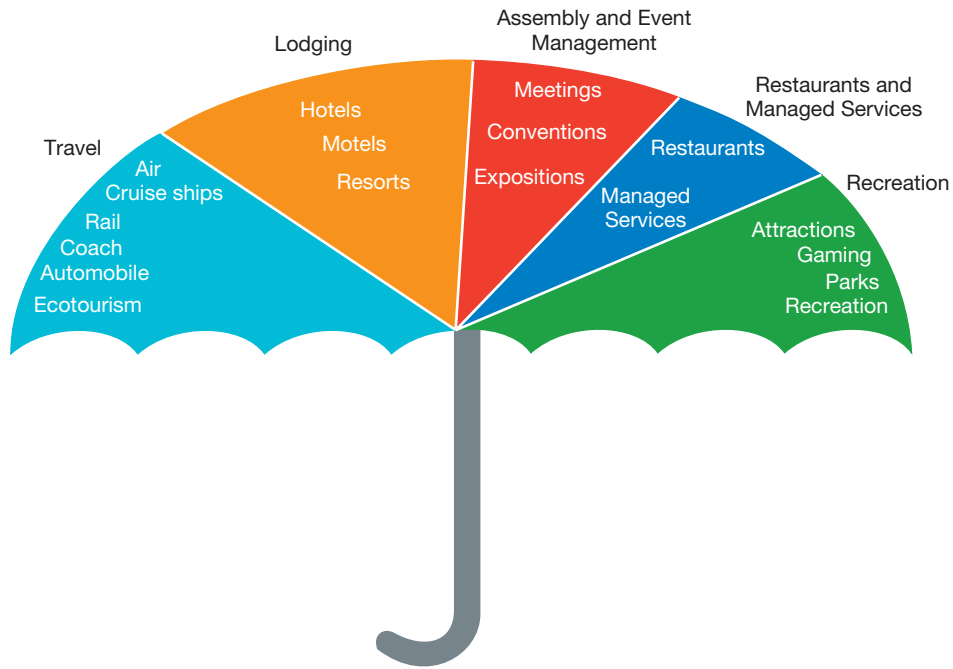 Travel
Air
Cruise ships
Rail
Coach
Automobile
Ecotourism
Lodging
Hotels
Motels
Resorts
Assembly and Event
Management
Meetings
Conventions
Expositions
Restaurants and
Managed Services
Restaurants
Managed
Services
Recreation
Attractions
Gaming
Parks
Recreation